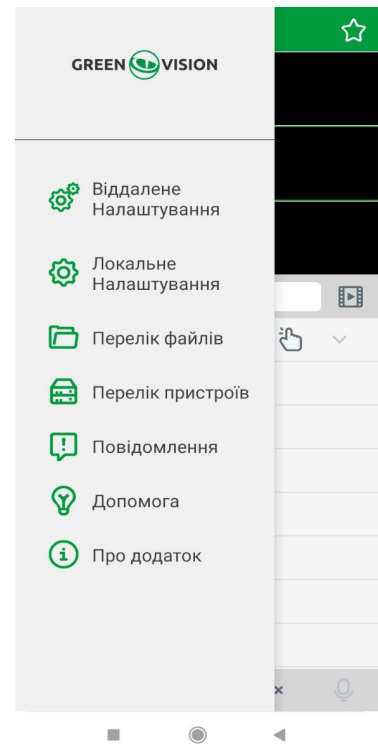 GREEN VISION
Віддалене
Налаштування
Локальне
Налаштування
Перелік файлів
Перелік пристроїв
Повідомлення
Допомога
Про додаток